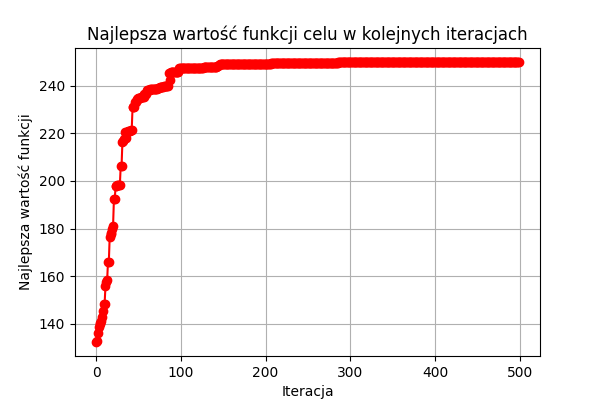 Najlepsza wartość funkcji celu w kolejnych iteracjach
Najlepsza wartość funkcji
240
220
200
180
160
140
0 100 200 300 400 500
Iteracja